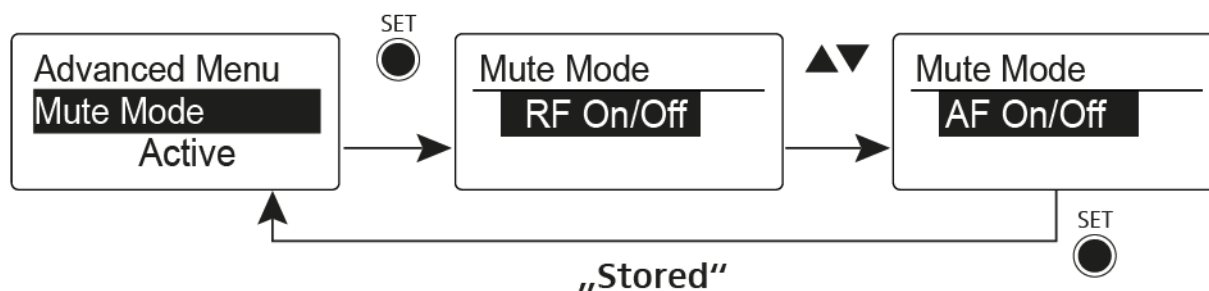 SET
Advanced Menu
Mute Mode
Active
Mute Mode
RF On/Off
Mute Mode
AF On/Off
SET
„Stored“